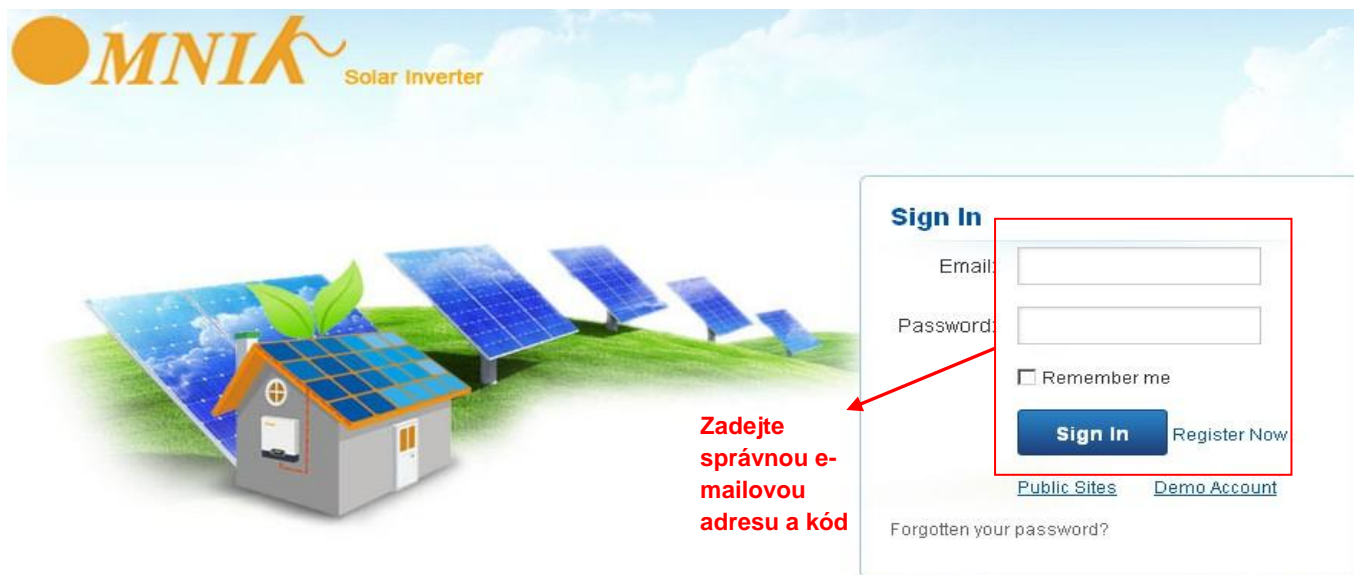 OMNIK
Solar Inverter
Sign In
Email:
Password:
Remember me
Sign In Register Now
Public Sites Demo Account
Forgotten your password?
Zadejte
správnou e-
mailovou
adresu a kód